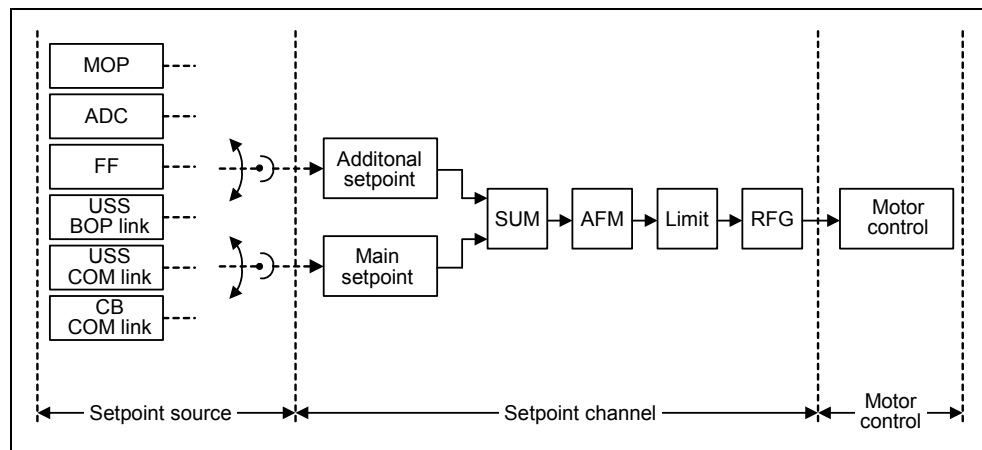 MOP
ADC
FF
USS
BOP link
USS
COM link
CB
COM link
Additonal
setpoint
Main
setpoint
SUM
AFM
Limit
RFG
Motor
control
Setpoint source
Setpoint channel
Motor
control